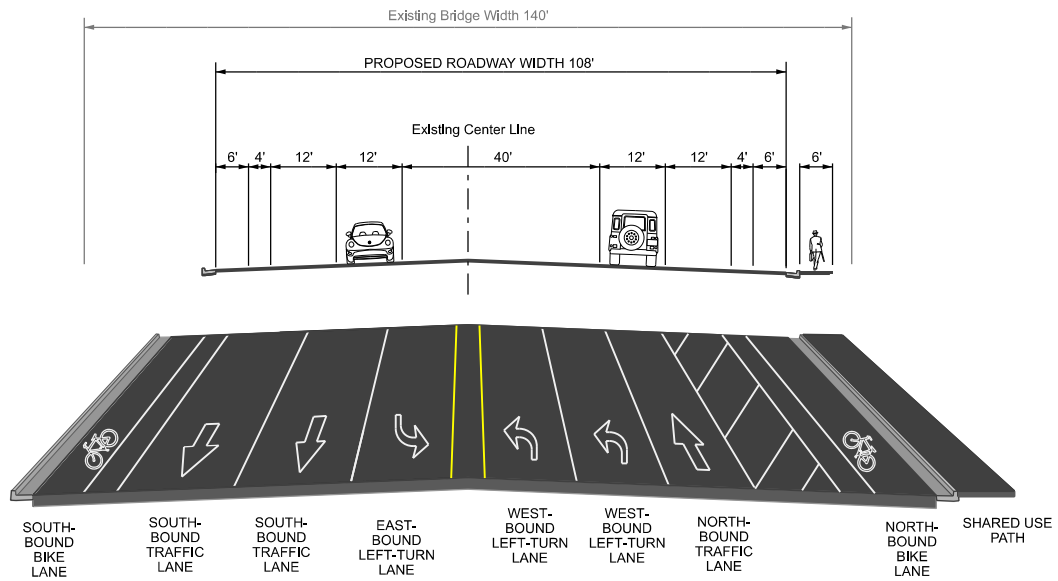 Existing Bridge Width 140'
PROPOSED ROADWAY WIDTH 108'
Existing Center Line
6' 4' 12' 12' 40' 12' 12' 4' 6' 6'
SOUTH-
BOUND
BIKE
LANE
SOUTH-
BOUND
TRAFFIC
LANE
SOUTH-
BOUND
TRAFFIC
LANE
EAST-
BOUND
LEFT-TURN
LANE
WEST-
BOUND
LEFT-TURN
LANE
WEST-
BOUND
LEFT-TURN
LANE
NORTH-
BOUND
TRAFFIC
LANE
NORTH-
BOUND
BIKE
LANE
SHARED USE
PATH